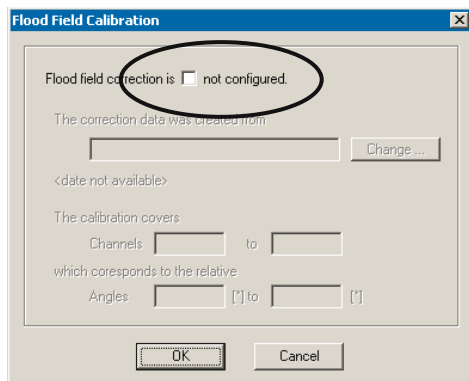 Flood Field Calibration
Flood field correction is not configured.
The correction data was created from
Change ...
<date not available>
The calibration covers
Channels to
which coresponds to the relative
Angles [°] to [°]
OK Cancel